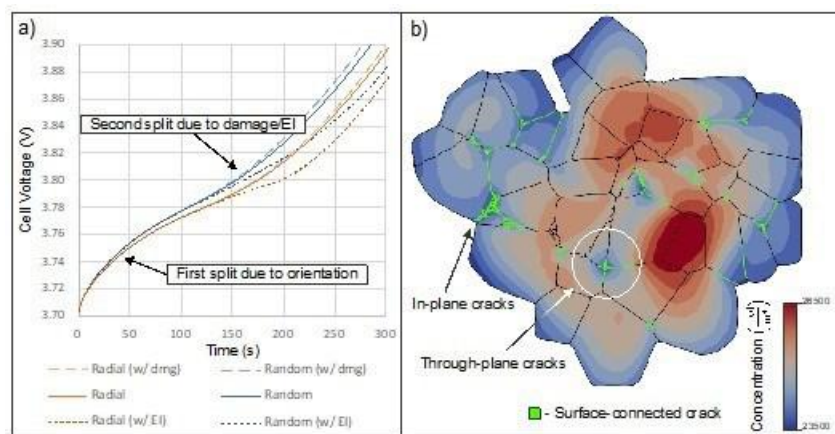 a)
3.90
3.88
3.86
3.84
3.82
3.80
3.78
3.76
3.74
3.72
3.70
Cell Voltage (V)
Second split due to damage/EI
First split due to orientation
0
50
100
150
200
250
300
Time (s)
Radial (w/ dmg)
Random (w/ dmg)
Radial
Random
Radial (w/ EI)
Random (w/ EI)
b)
In-plane cracks
Through-plane cracks
- Surface-connected crack
Concentration
28500
23500